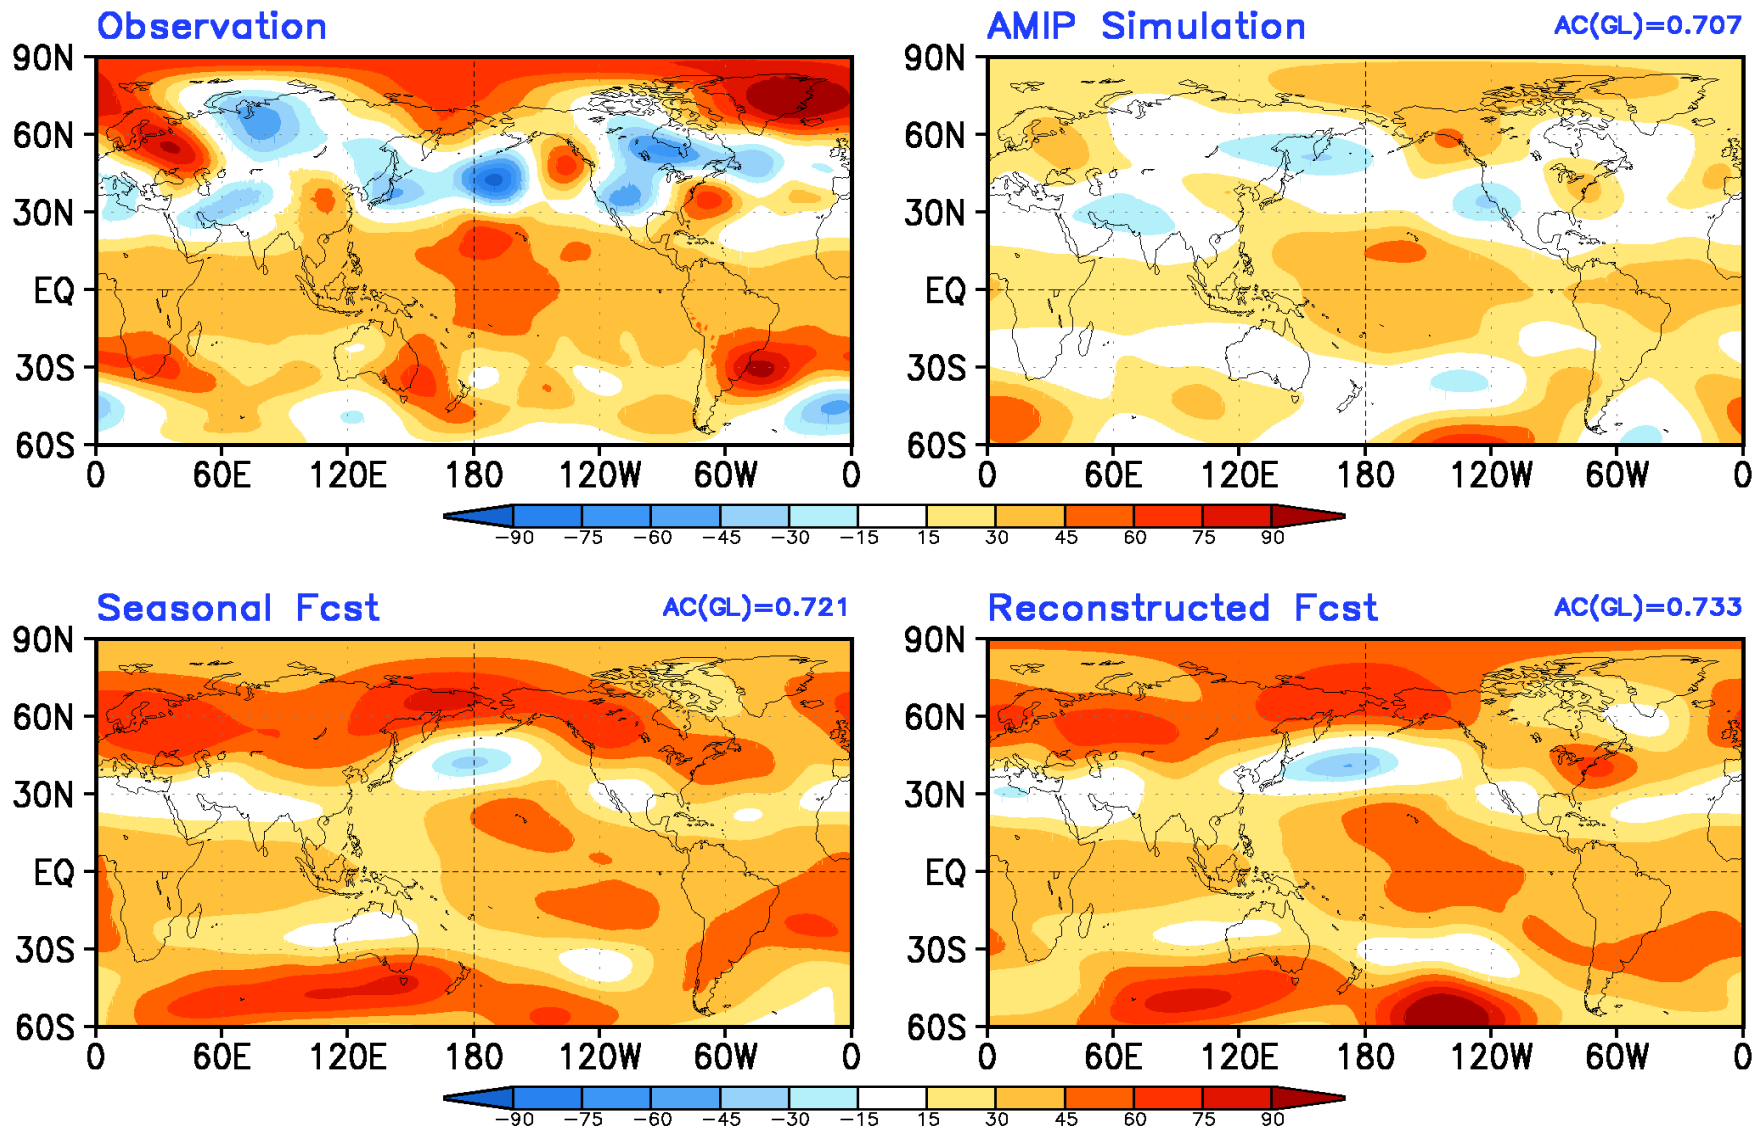 Observation
AMIP Simulation AC(GL)=0.707
90N 60N 30N EQ 30S 60S
0 60E 120E 180 120W 60W 0
90N 60N 30N EQ 30S 60S
0 60E 120E 180 120W 60W 0
-90 -75 -60 -45 -30 -15 15 30 45 60 75 90
Seasonal Fcst AC(GL)=0.721
Reconstructed Fcst AC(GL)=0.733
90N 60N 30N EQ 30S 60S
0 60E 120E 180 120W 60W 0
90N 60N 30N EQ 30S 60S
0 60E 120E 180 120W 60W 0
-90 -75 -60 -45 -30 -15 15 30 45 60 75 90